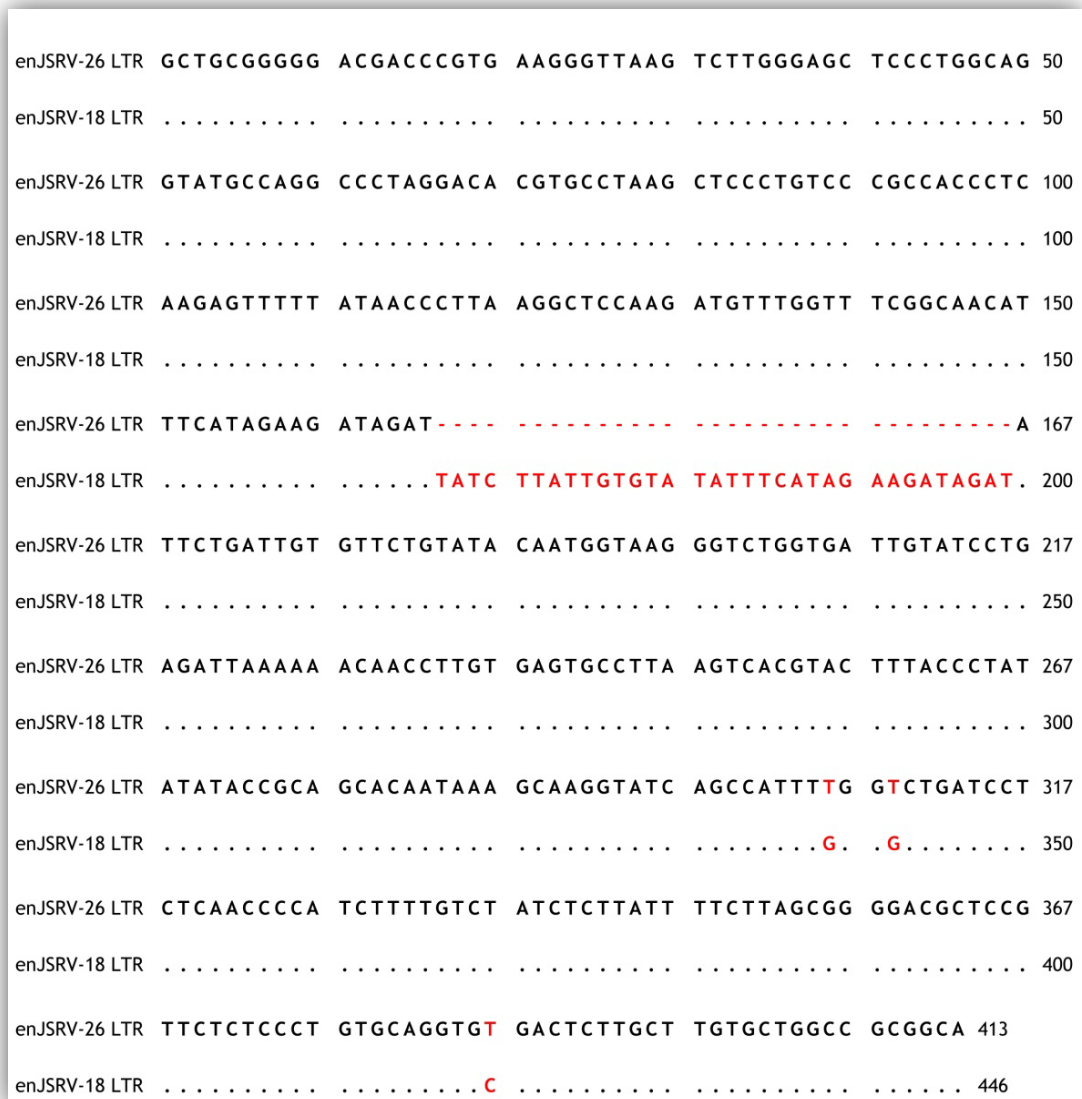 enJSRV-26 LTR GCTGCGGGGG ACGACCCGTG AAGGGTTAAG TCTTGGGAGC TCCCTGGCAG 50
enJSRV-18 LTR .......... .......... .......... .......... .......... 50
enJSRV-26 LTR GTATGCCAGG CCCTAGGACA CGTGCCTAAG CTCCCTGTCC CGCCACCCTC 100
enJSRV-18 LTR .......... .......... .......... .......... .......... 100
enJSRV-26 LTR AAGAGTTTTT ATAACCCTTA AGGCTCCAAG ATGTTTGGTT TCGGCAACAT 150
enJSRV-18 LTR .......... .......... .......... .......... .......... 150
enJSRV-26 LTR TTCATAGAAG ATAGAT---- ---------- ---------- ---------A 167
enJSRV-18 LTR .......... ......TATC TTATTGTGTA TATTTCATAG AAGATAGAT. 200
enJSRV-26 LTR TTCTGATTGT GTTCTGTATA CAATGGTAAG GGTCTGGTGA TTGTATCCTG 217
enJSRV-18 LTR .......... .......... .......... .......... .......... 250
enJSRV-26 LTR AGATTAAAAA ACAACCTTGT GAGTGCCTTA AGTCACGTAC TTTACCCTAT 267
enJSRV-18 LTR .......... .......... .......... .......... .......... 300
enJSRV-26 LTR ATATACCGCA GCACAATAAA GCAAGGTATC AGCCATTTTG GTCTGATCCT 317
enJSRV-18 LTR .......... .......... .......... ........G. .G........ 350
enJSRV-26 LTR CTCAACCCCA TCTTTTGTCT ATCTCTTATT TTCTTAGCGG GGACGCTCCG 367
enJSRV-18 LTR .......... .......... .......... .......... .......... 400
enJSRV-26 LTR TTCTCTCCCT GTGCAGGTGT GACTCTTGCT TGTGCTGGCC GCGGCA 413
enJSRV-18 LTR .......... .........C .......... .......... ...... 446